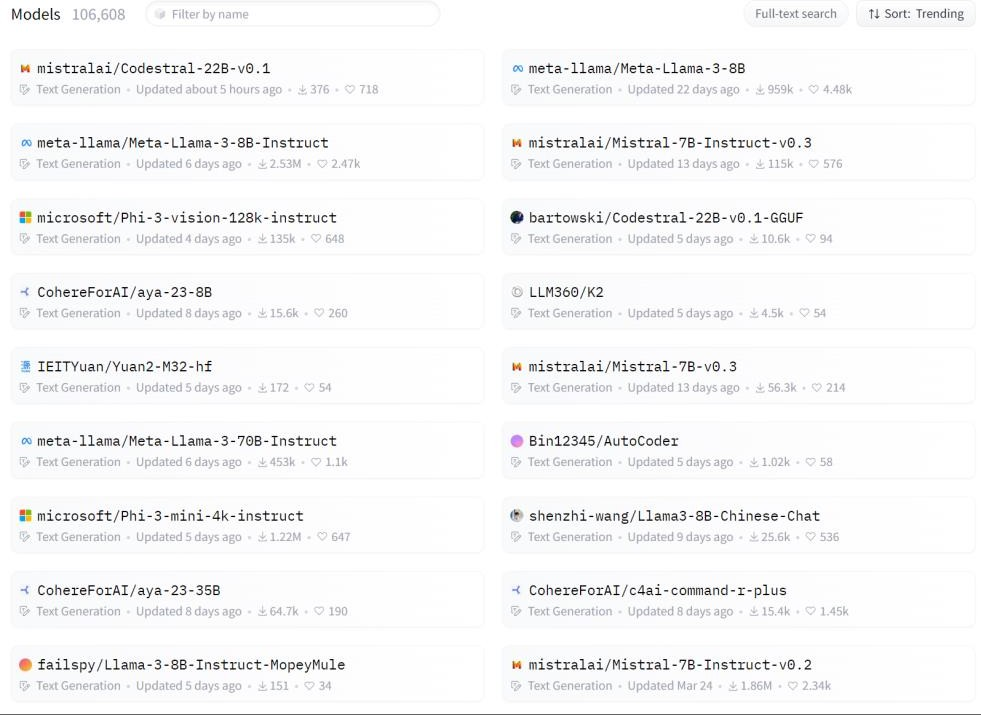 Models 106,608 Filter by name Full-text search Sort: Trending
mistralai/Codestral-22B-v0.1
Text Generation • Updated about 5 hours ago • 376 • 718
meta-llama/Meta-Llama-3-8B
Text Generation • Updated 22 days ago • 959k • 4.48k
meta-llama/Meta-Llama-3-8B-Instruct
Text Generation • Updated 6 days ago • 2.53M • 2.47k
mistralai/Mistral-7B-Instruct-v0.3
Text Generation • Updated 13 days ago • 115k • 576
microsoft/Phi-3-vision-128k-instruct
Text Generation • Updated 4 days ago • 135k • 648
bartowski/Codestral-22B-v0.1-GGUF
Text Generation • Updated 5 days ago • 10.6k • 94
CohereForAI/aya-23-8B
Text Generation • Updated 8 days ago • 15.6k • 260
LLM360/K2
Text Generation • Updated 5 days ago • 4.5k • 54
IEITYuan/Yuan2-M32-hf
Text Generation • Updated 5 days ago • 172 • 54
mistralai/Mistral-7B-v0.3
Text Generation • Updated 13 days ago • 56.3k • 214
meta-llama/Meta-Llama-3-70B-Instruct
Text Generation • Updated 6 days ago • 453k • 1.1k
Bin12345/AutoCoder
Text Generation • Updated 5 days ago • 1.02k • 58
microsoft/Phi-3-mini-4k-instruct
Text Generation • Updated 5 days ago • 1.22M • 647
shenzhi-wang/Llama3-8B-Chinese-Chat
Text Generation • Updated 9 days ago • 25.6k • 536
CohereForAI/aya-23-35B
Text Generation • Updated 8 days ago • 64.7k • 190
CohereForAI/c4ai-command-r-plus
Text Generation • Updated 8 days ago • 15.4k • 1.45k
failspy/Llama-3-8B-Instruct-MopeyMule
Text Generation • Updated 5 days ago • 151 • 34
mistralai/Mistral-7B-Instruct-v0.2
Text Generation • Updated Mar 24 • 1.86M • 2.34k